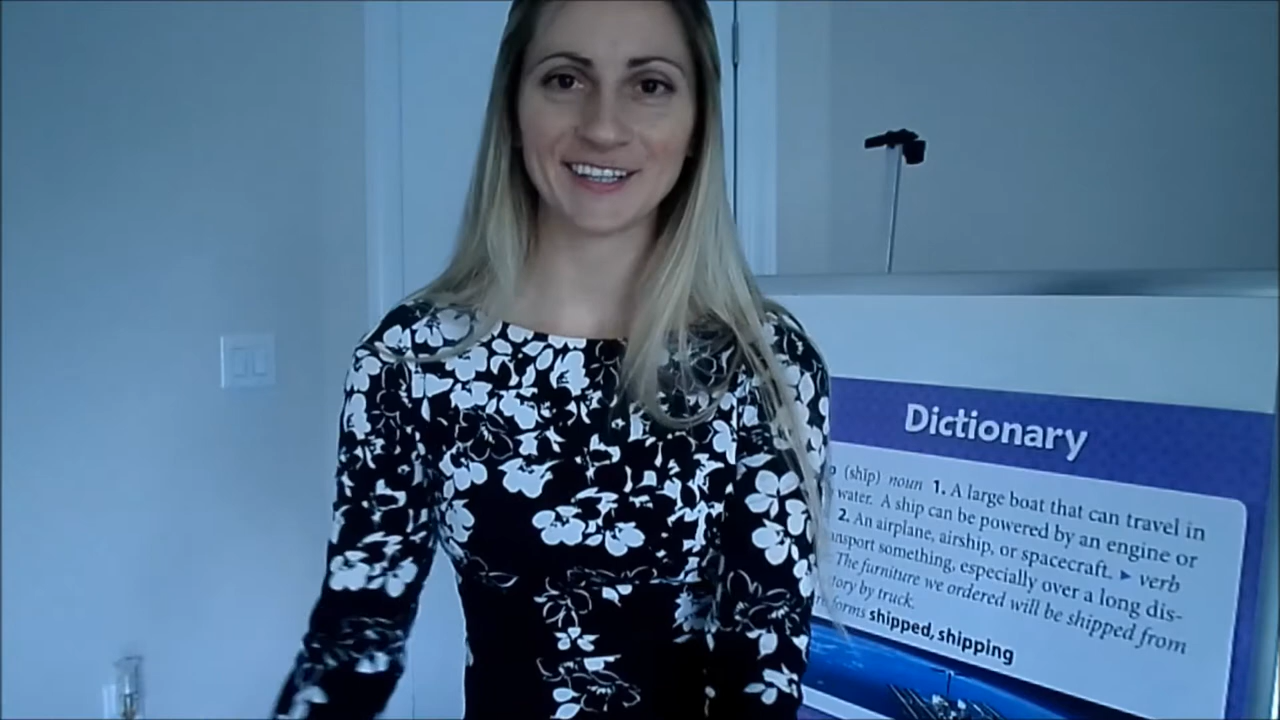 Dictionary
(ship) noun 1. A large boat that can travel in
water. A ship can be powered by an engine or
2. An airplane, airship, or spacecraft. ▸ verb
something, especially over a long dis-
The furniture we ordered will be shipped from
by truck.
forms shipped, shipping